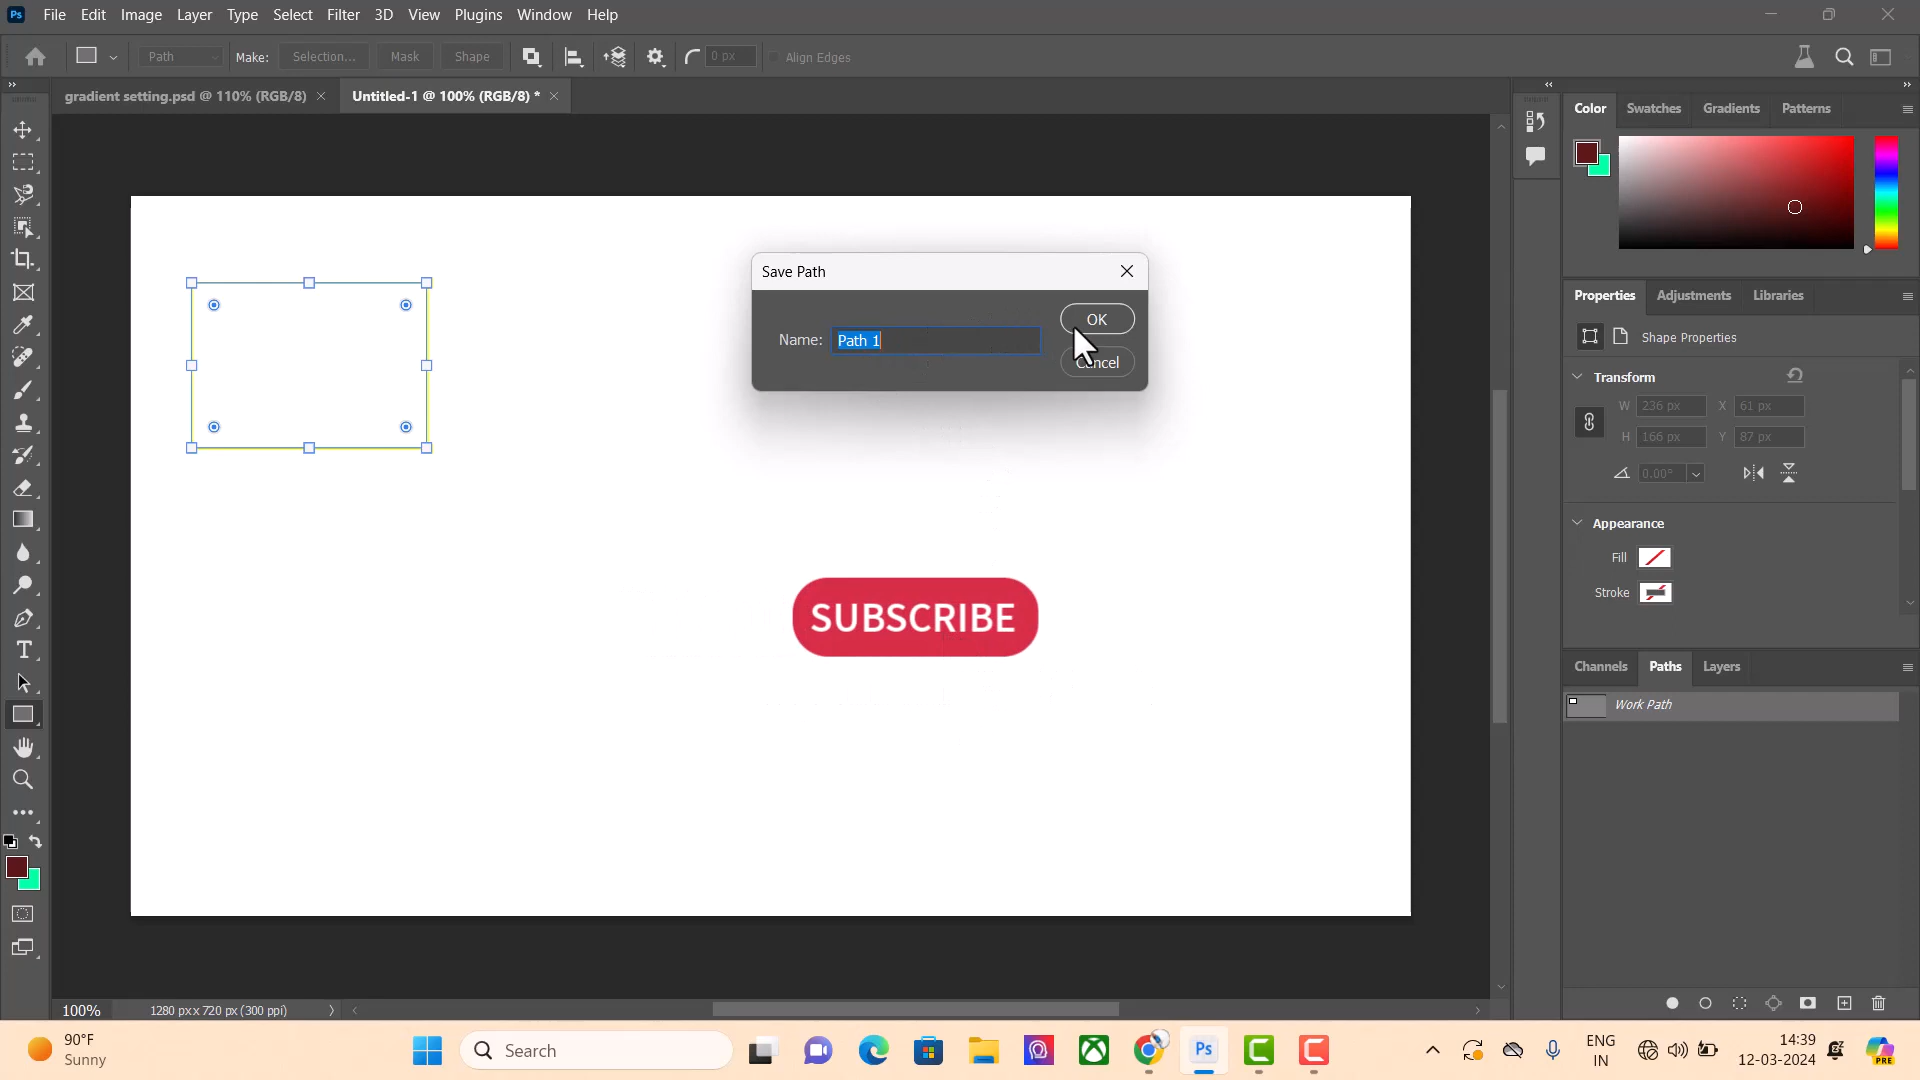 Ps File Edit Image Layer Type Select Filter 3D View Plugins Window Help
Path Make: Selection... Mask Shape 0 px Align Edges
gradient setting.psd @ 110% (RGB/8) × Untitled-1 @ 100% (RGB/8) * ×
Color Swatches Gradients Patterns
Save Path
Name: Path 1
OK
Cancel
Properties Adjustments Libraries
Shape Properties
Transform
W 236 px X 61 px
H 166 px Y 87 px
0.00°
Appearance
Fill
Stroke
SUBSCRIBE
Channels Paths Layers
Work Path
100% 1280 px x 720 px (300 ppi)
90°F
Sunny
Search
Ps
ENG
IN
14:39
12-03-2024
PRE